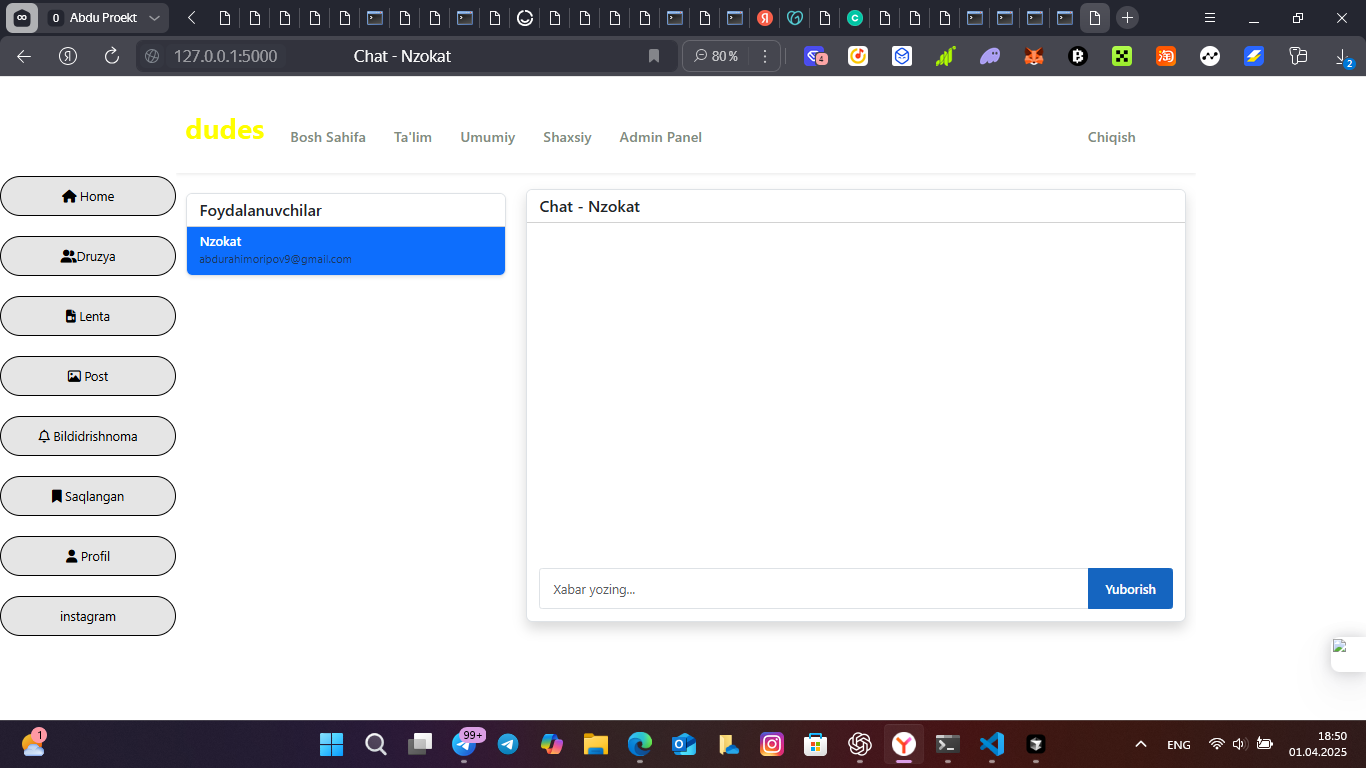 0 Abdu Proekt
127.0.0.1:5000 Chat - Nzokat 80 % 4 2
dudes Bosh Sahifa Ta'lim Umumiy Shaxsiy Admin Panel Chiqish
Home
Druzya
Lenta
Post
Bildidrishnoma
Saqlangan
Profil
instagram
Foydalanuvchilar
Nzokat
abdurahimoripov9@gmail.com
Chat - Nzokat
Xabar yozing...
Yuborish
1
99+
ENG
18:50
01.04.2025